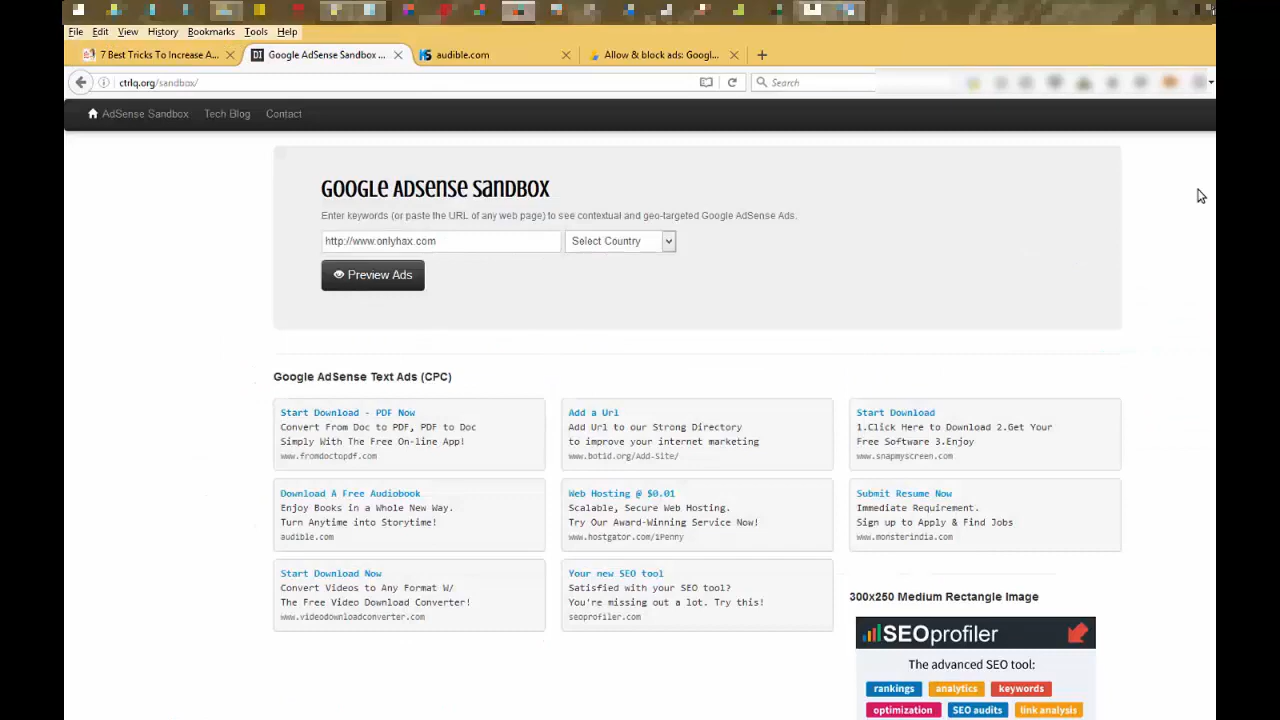 File Edit View History Bookmarks Tools Help
7 Best Tricks To Increase A...
Google AdSense Sandbox ...
audible.com
Allow & block ads: Googl...
ctrlq.org/sandbox/
Search
AdSense Sandbox Tech Blog Contact
Google AdSense Sandbox
Enter keywords (or paste the URL of any web page) to see contextual and geo-targeted Google AdSense Ads.
http://www.onlyhax.com
Select Country
Preview Ads
Google AdSense Text Ads (CPC)
Start Download - PDF Now
Convert From Doc to PDF, PDF to Doc
Simply With The Free On-line App!
www.fromdoctopdf.com
Add a Url
Add Url to our Strong Directory
to improve your internet marketing
www.botid.org/Add-Site/
Start Download
1.Click Here to Download 2.Get Your
Free Software 3.Enjoy
www.snapmyscreen.com
Download A Free Audiobook
Enjoy Books in a Whole New Way.
Turn Anytime into Storytime!
audible.com
Web Hosting @ $0.01
Scalable, Secure Web Hosting.
Try Our Award-Winning Service Now!
www.hostgator.com/1Penny
Submit Resume Now
Immediate Requirement.
Sign up to Apply & Find Jobs
www.monsterindia.com
Start Download Now
Convert Videos to Any Format W/
The Free Video Download Converter!
www.videodownloadconverter.com
Your new SEO tool
Satisfied with your SEO tool?
You're missing out a lot. Try this!
seoprofiler.com
300x250 Medium Rectangle Image
SEOprofiler
The advanced SEO tool:
rankings analytics keywords
optimization SEO audits link analysis